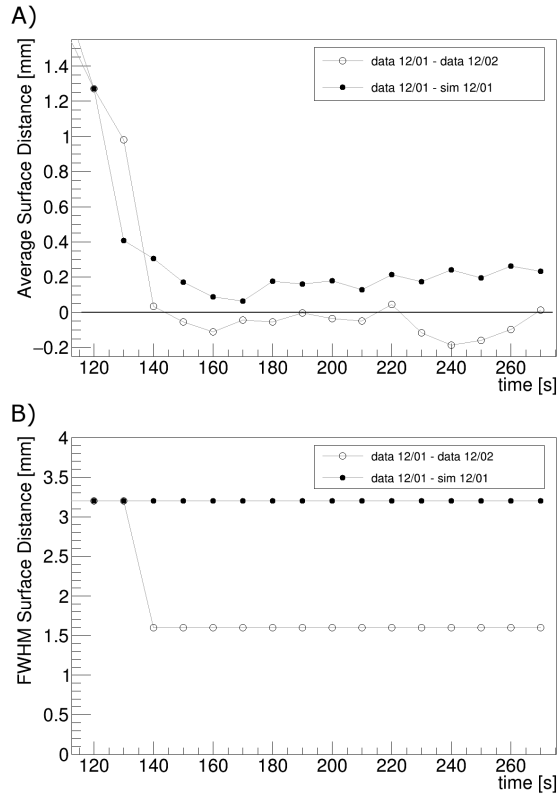 A)
Average Surface Distance [mm]
1.4
1.2
1
0.8
0.6
0.4
0.2
0
−0.2
data 12/01 - data 12/02
data 12/01 - sim 12/01
120 140 160 180 200 220 240 260
time [s]
B)
FWHM Surface Distance [mm]
4
3.5
3
2.5
2
1.5
1
0.5
0
data 12/01 - data 12/02
data 12/01 - sim 12/01
120 140 160 180 200 220 240 260
time [s]